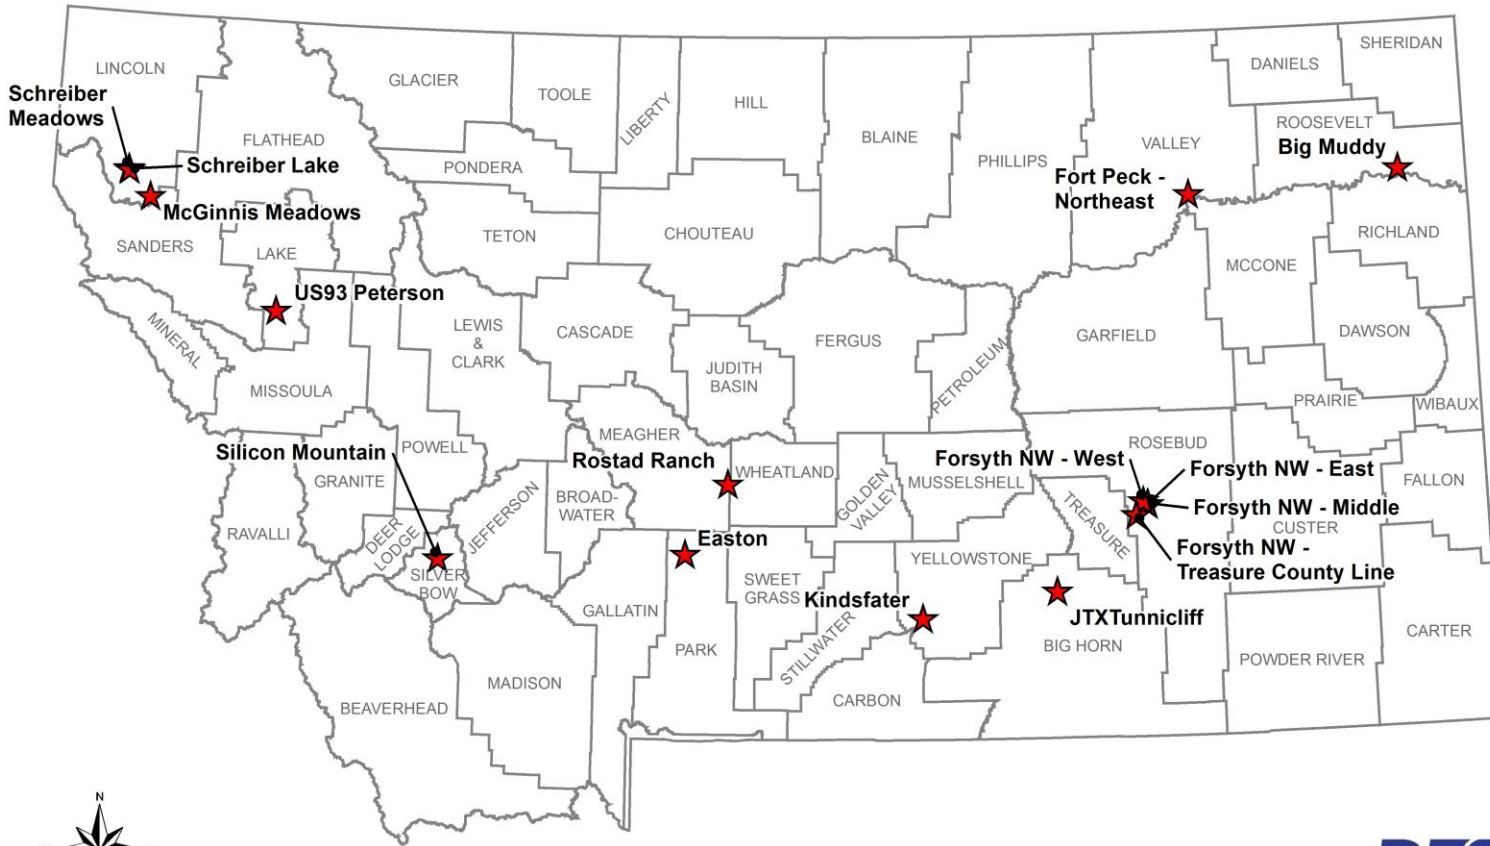 LINCOLN
GLACIER
TOOLE
LIBERTY
HILL
BLAINE
PHILLIPS
VALLEY
DANIELS
SHERIDAN
ROOSEVELT
Schreiber
Meadows
FLATHEAD
PONDERA
Schreiber Lake
McGinnis Meadows
Big Muddy
Fort Peck -
Northeast
SANDERS
LAKE
TETON
CHOUTEAU
RICHLAND
MCCONE
US93 Peterson
MINERAL
LEWIS
&
CLARK
CASCADE
JUDITH
BASIN
FERGUS
PETROLEUM
GARFIELD
DAWSON
MISSOULA
PRAIRIE
WIBAUX
Silicon Mountain
POWELL
MEAGHER
Rostad Ranch
WHEATLAND
GOLDEN
VALLEY
MUSSELSHELL
ROSEBUD
Forsyth NW - West
Forsyth NW - East
Forsyth NW - Middle
Forsyth NW -
Treasure County Line
TREASURE
CUSTER
FALLON
GRANITE
RAVALLI
DEER
LODGE
JEFFERSON
BROAD-
WATER
SILVER
BOW
Easton
GALLATIN
PARK
SWEET
GRASS
STILLWATER
Kindsfater
YELLOWSTONE
JTXTunnicliff
BIG HORN
POWDER RIVER
CARTER
BEAVERHEAD
MADISON
CARBON
N